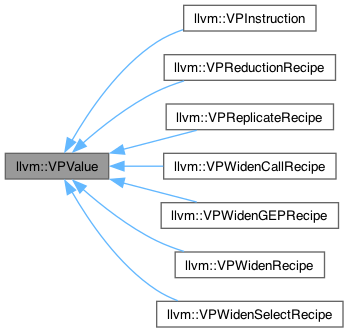 llvm::VPInstruction
llvm::VPReductionRecipe
llvm::VPReplicateRecipe
llvm::VPValue
llvm::VPWidenCallRecipe
llvm::VPWidenGEPRecipe
llvm::VPWidenRecipe
llvm::VPWidenSelectRecipe